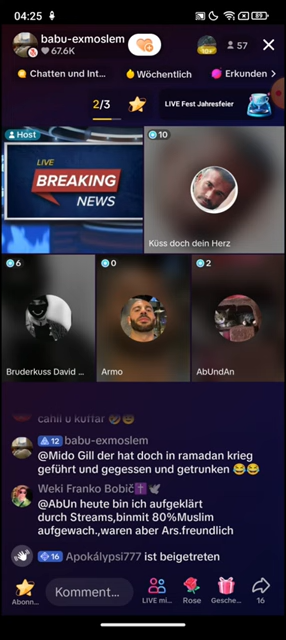 04:25
89
babu-exmoslem
67.6K
57
Chatten und Int...
Wöchentlich
Erkunden
2/3
LIVE Fest Jahresfeier
Host
LIVE
BREAKING
NEWS
10
Küss doch dein Herz
6
Bruderkuss David ...
0
Armo
2
AbUndAn
cahil u kuffar 🤣
12 babu-exmoslem
@Mido Gill der hat doch in ramadan krieg
geführt und gegessen und getrunken 😂😂
Weki Franko Bobič✝️🕊
@AbUn heute bin ich aufgeklärt
durch Streams,binmit 80%Muslim
aufgewach.,waren aber Ars.freundlich
16 Apokálypsi777 ist beigetreten
Abonn...
Kommentar...
LIVE mi...
Rose
Gesche...
16